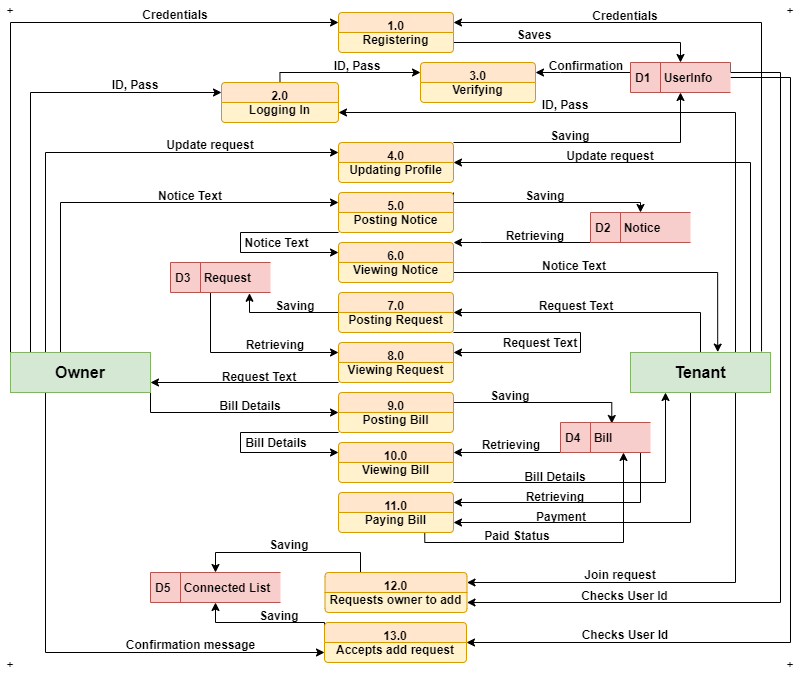 Credentials
1.0
Registering
Credentials
Saves
ID, Pass
3.0
Verifying
Confirmation
D1 UserInfo
ID, Pass
2.0
Logging In
ID, Pass
Update request
4.0
Updating Profile
Saving
Update request
Notice Text
5.0
Posting Notice
Saving
D2 Notice
Retrieving
Notice Text
6.0
Viewing Notice
Notice Text
D3 Request
Saving
7.0
Posting Request
Request Text
Retrieving
8.0
Viewing Request
Request Text
Request Text
Owner
Tenant
Bill Details
9.0
Posting Bill
Saving
D4 Bill
Bill Details
10.0
Viewing Bill
Retrieving
Bill Details
11.0
Paying Bill
Retrieving
Payment
Paid Status
Saving
D5 Connected List
12.0
Requests owner to add
Join request
Checks User Id
Saving
13.0
Accepts add request
Checks User Id
Confirmation message